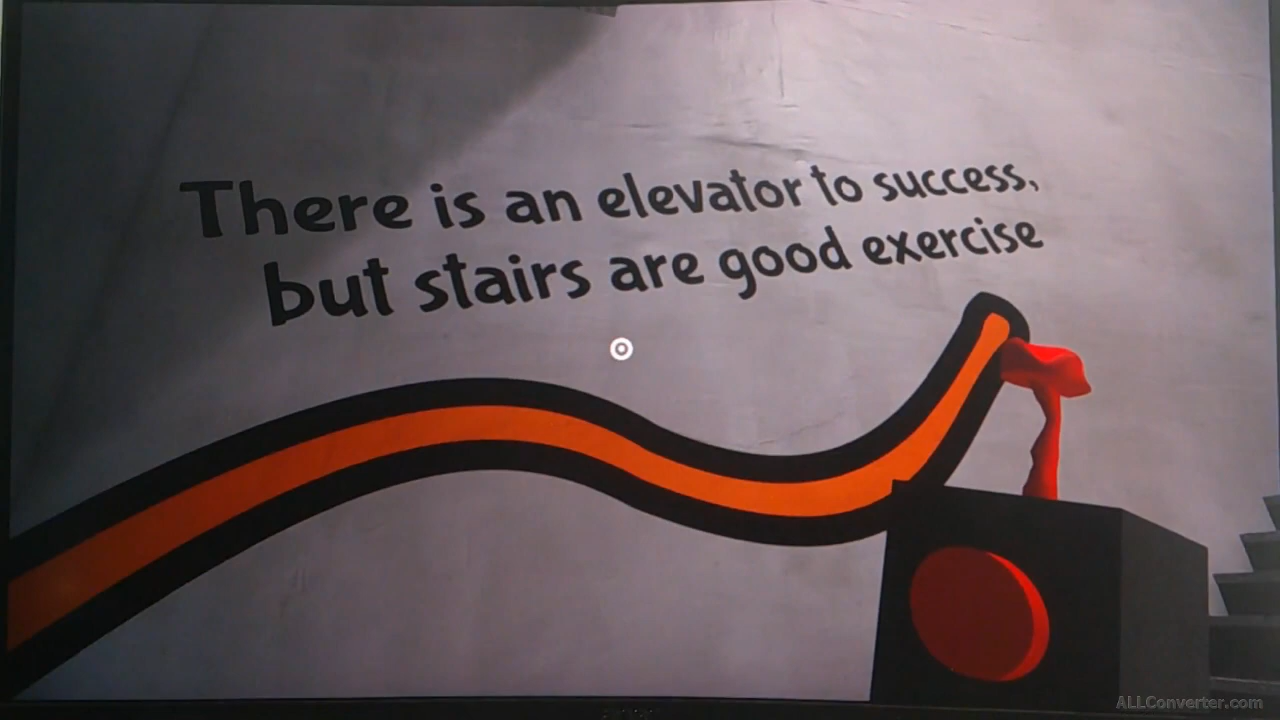 There is an elevator to success,
but stairs are good exercise
ALLConverter.com